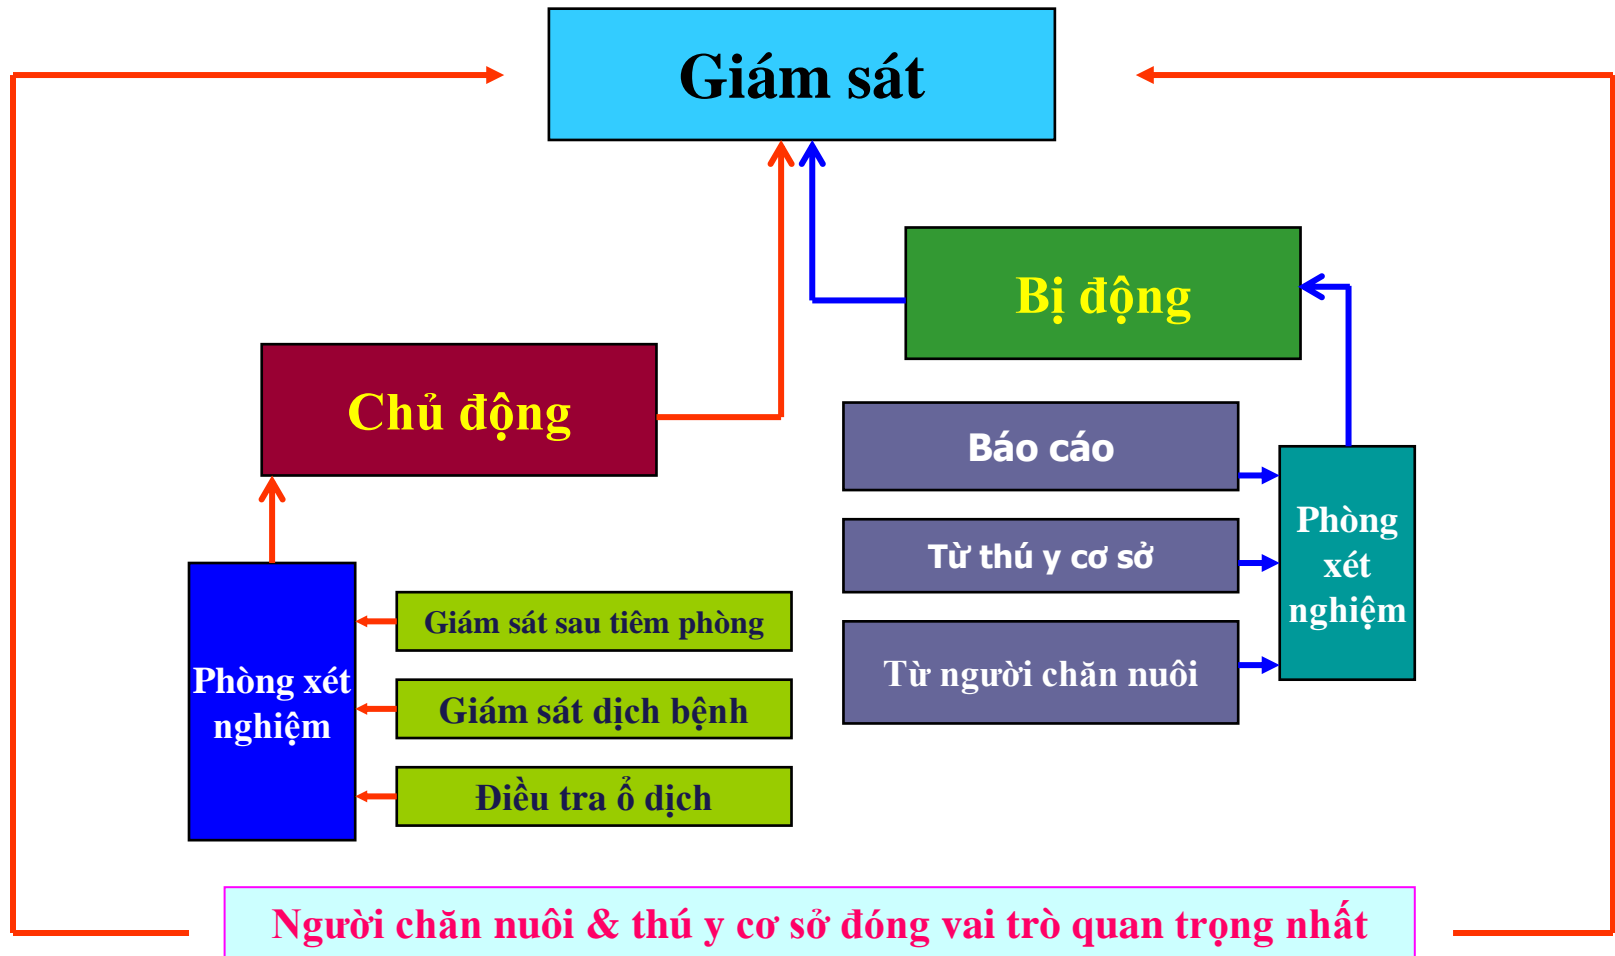 Giám sát
Bị động
Chủ động
Báo cáo
Từ thú y cơ sở
Từ người chăn nuôi
Phòng
xét
nghiệm
Phòng xét
nghiệm
Giám sát sau tiêm phòng
Giám sát dịch bệnh
Điều tra ổ dịch
Người chăn nuôi & thú y cơ sở đóng vai trò quan trọng nhất